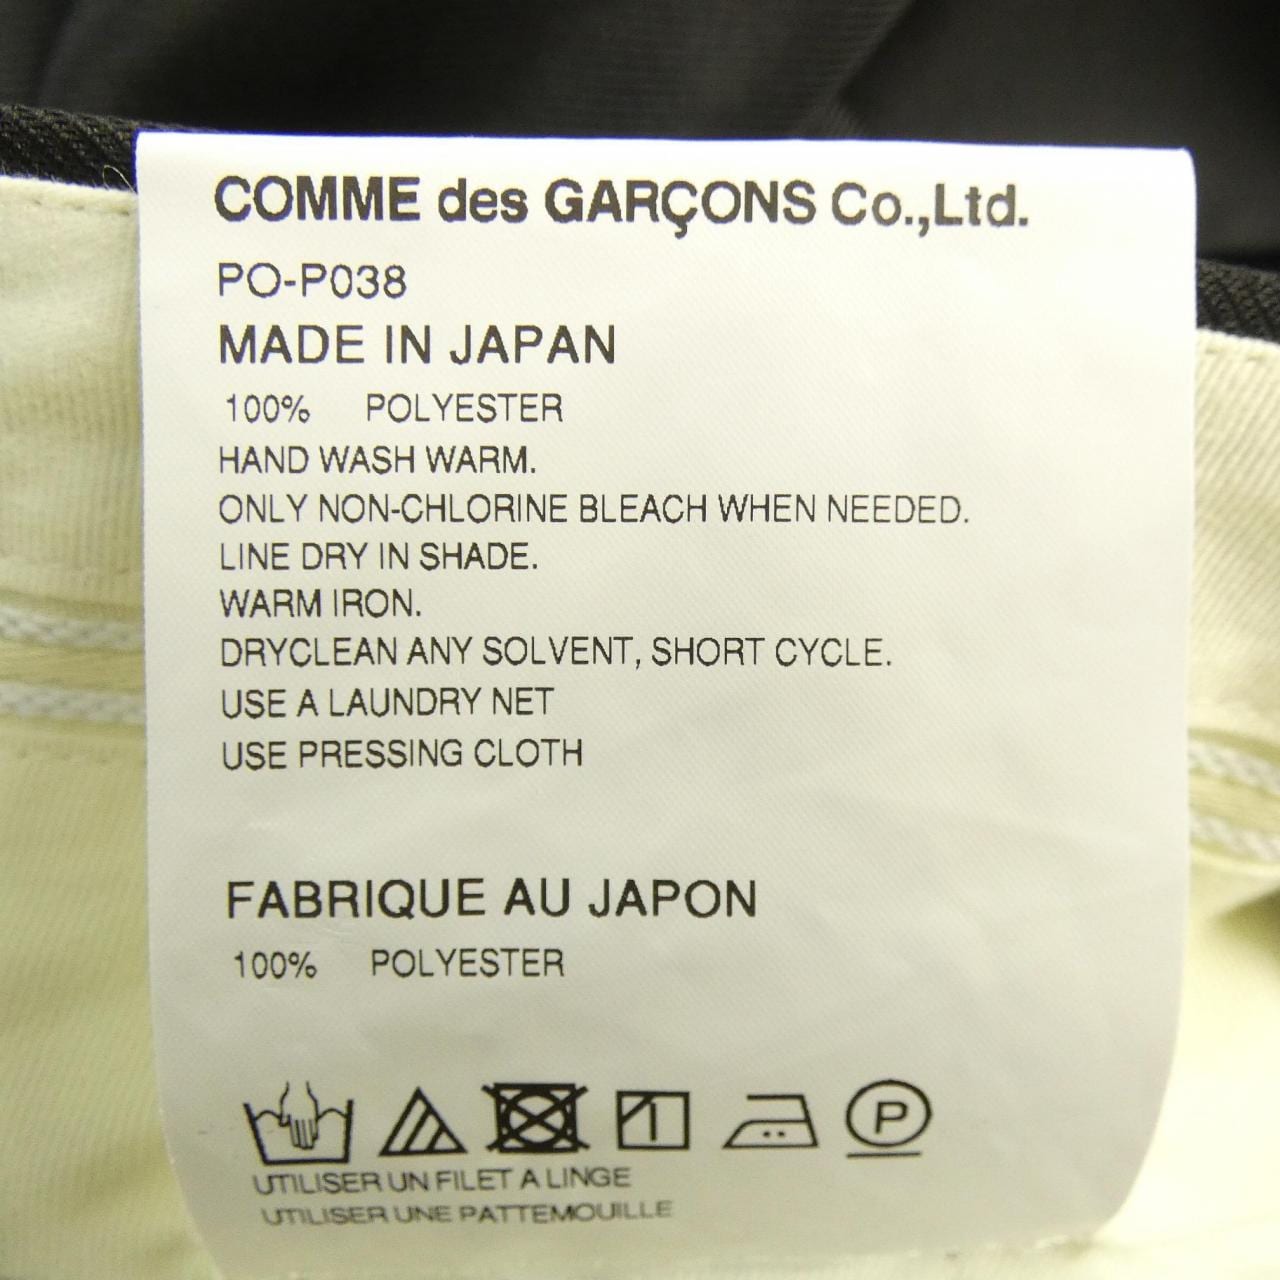 COMME des GARÇONS Co.,Ltd.
PO-P038
MADE IN JAPAN
100% POLYESTER
HAND WASH WARM.
ONLY NON-CHLORINE BLEACH WHEN NEEDED.
LINE DRY IN SHADE.
WARM IRON.
DRYCLEAN ANY SOLVENT, SHORT CYCLE.
USE A LAUNDRY NET
USE PRESSING CLOTH
FABRIQUE AU JAPON
100% POLYESTER
P
UTILISER UN FILET A LINGE
UTILISER UNE PATTEMOUILLE